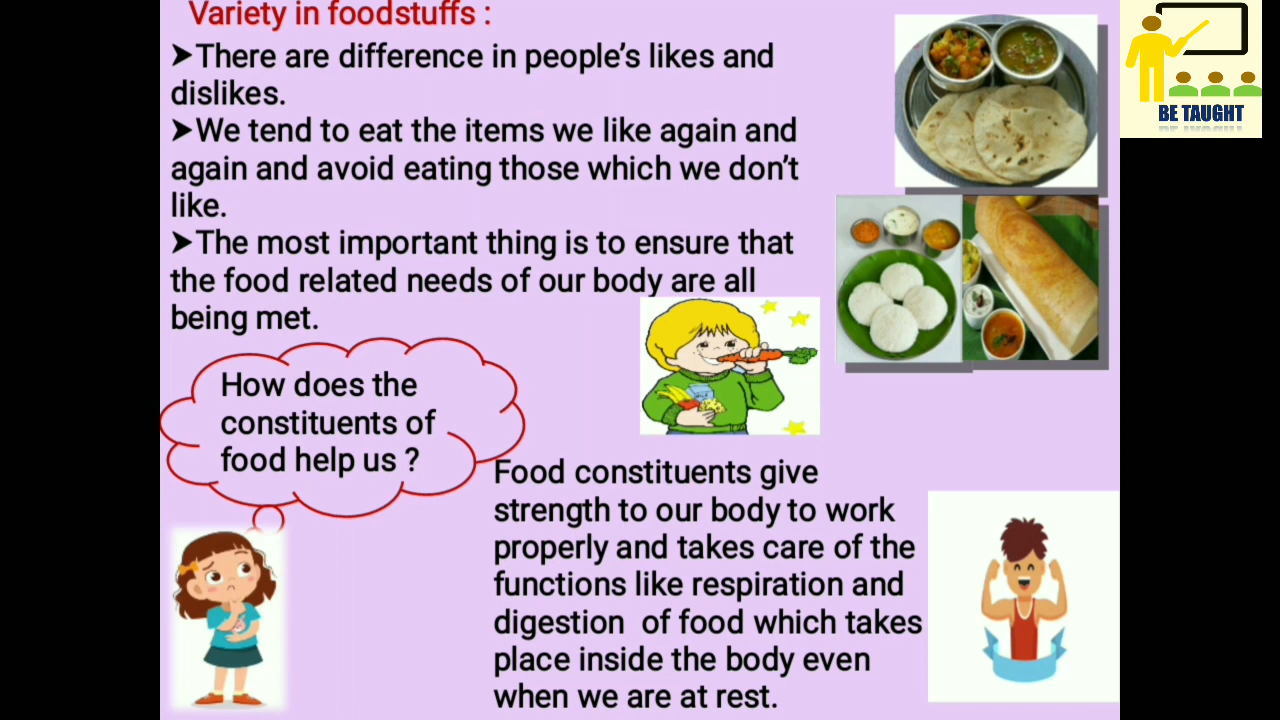 Variety in foodstuffs :
➤There are difference in people's likes and
dislikes.
➤We tend to eat the items we like again and
again and avoid eating those which we don't
like.
➤The most important thing is to ensure that
the food related needs of our body are all
being met.
How does the
constituents of
food help us ?
Food constituents give
strength to our body to work
properly and takes care of the
functions like respiration and
digestion of food which takes
place inside the body even
when we are at rest.
BE TAUGHT